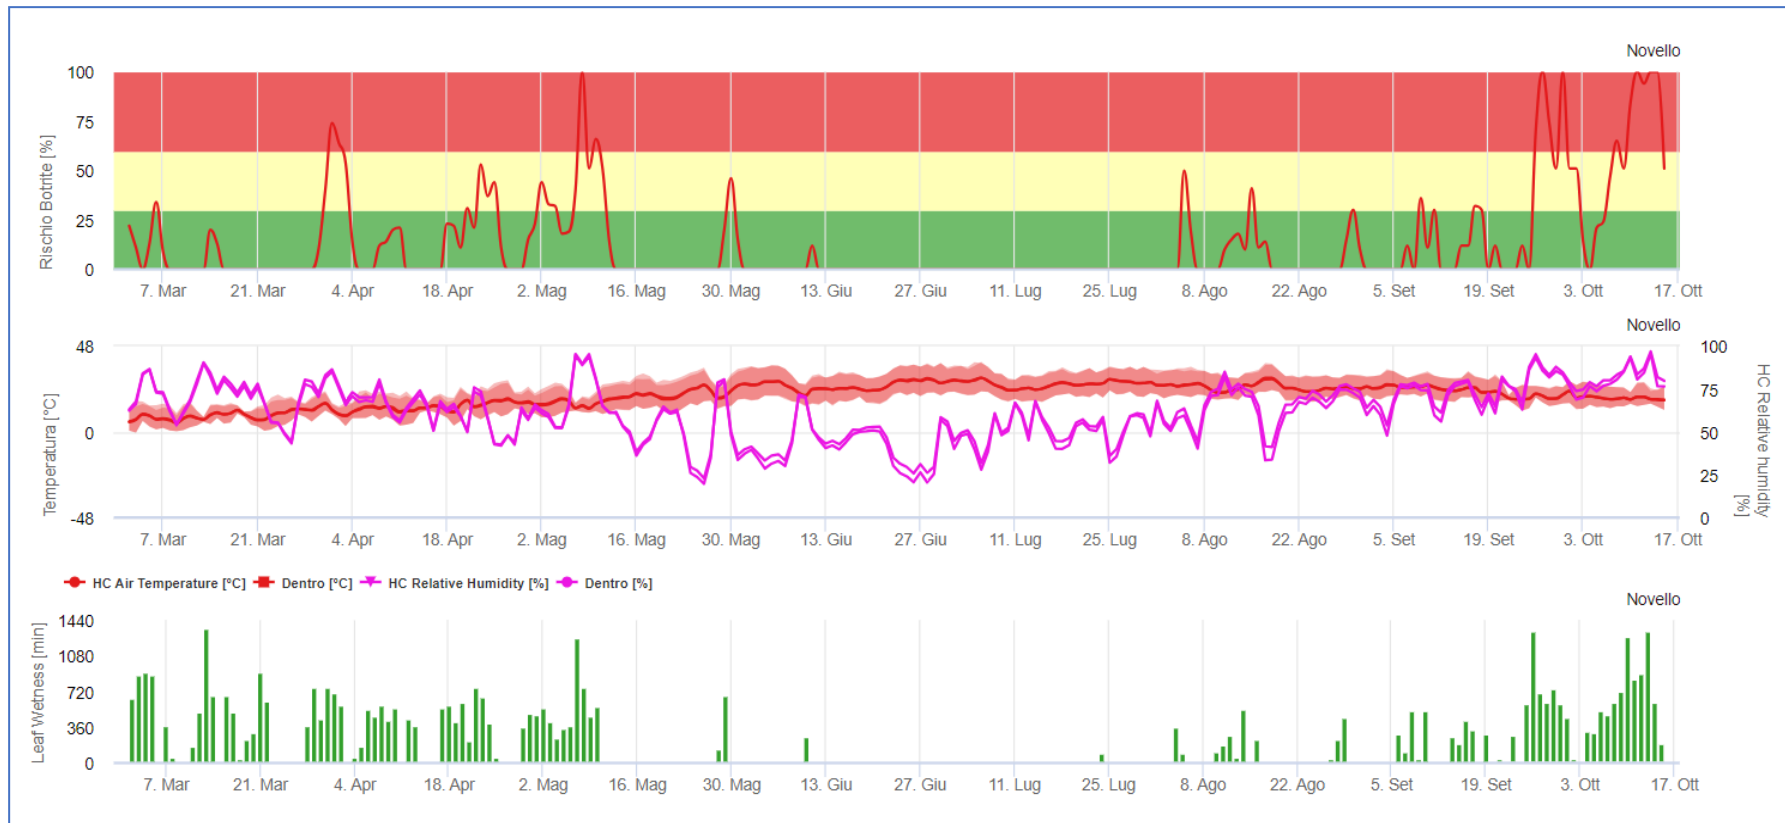 Novello
Rischio Botrite [%]
100
75
50
25
0
7. Mar 21. Mar 4. Apr 18. Apr 2. Mag 16. Mag 30. Mag 13. Giu 27. Giu 11. Lug 25. Lug 8. Ago 22. Ago 5. Set 19. Set 3. Ott 17. Ott
Novello
Temperatura [°C]
48
0
-48
100
75
50
25
0
HC Relative humidity
[%]
7. Mar 21. Mar 4. Apr 18. Apr 2. Mag 16. Mag 30. Mag 13. Giu 27. Giu 11. Lug 25. Lug 8. Ago 22. Ago 5. Set 19. Set 3. Ott 17. Ott
HC Air Temperature [°C] Dentro [°C] HC Relative Humidity [%] Dentro [%]
Novello
Leaf Wetness [min]
1440
1080
720
360
0
7. Mar 21. Mar 4. Apr 18. Apr 2. Mag 16. Mag 30. Mag 13. Giu 27. Giu 11. Lug 25. Lug 8. Ago 22. Ago 5. Set 19. Set 3. Ott 17. Ott